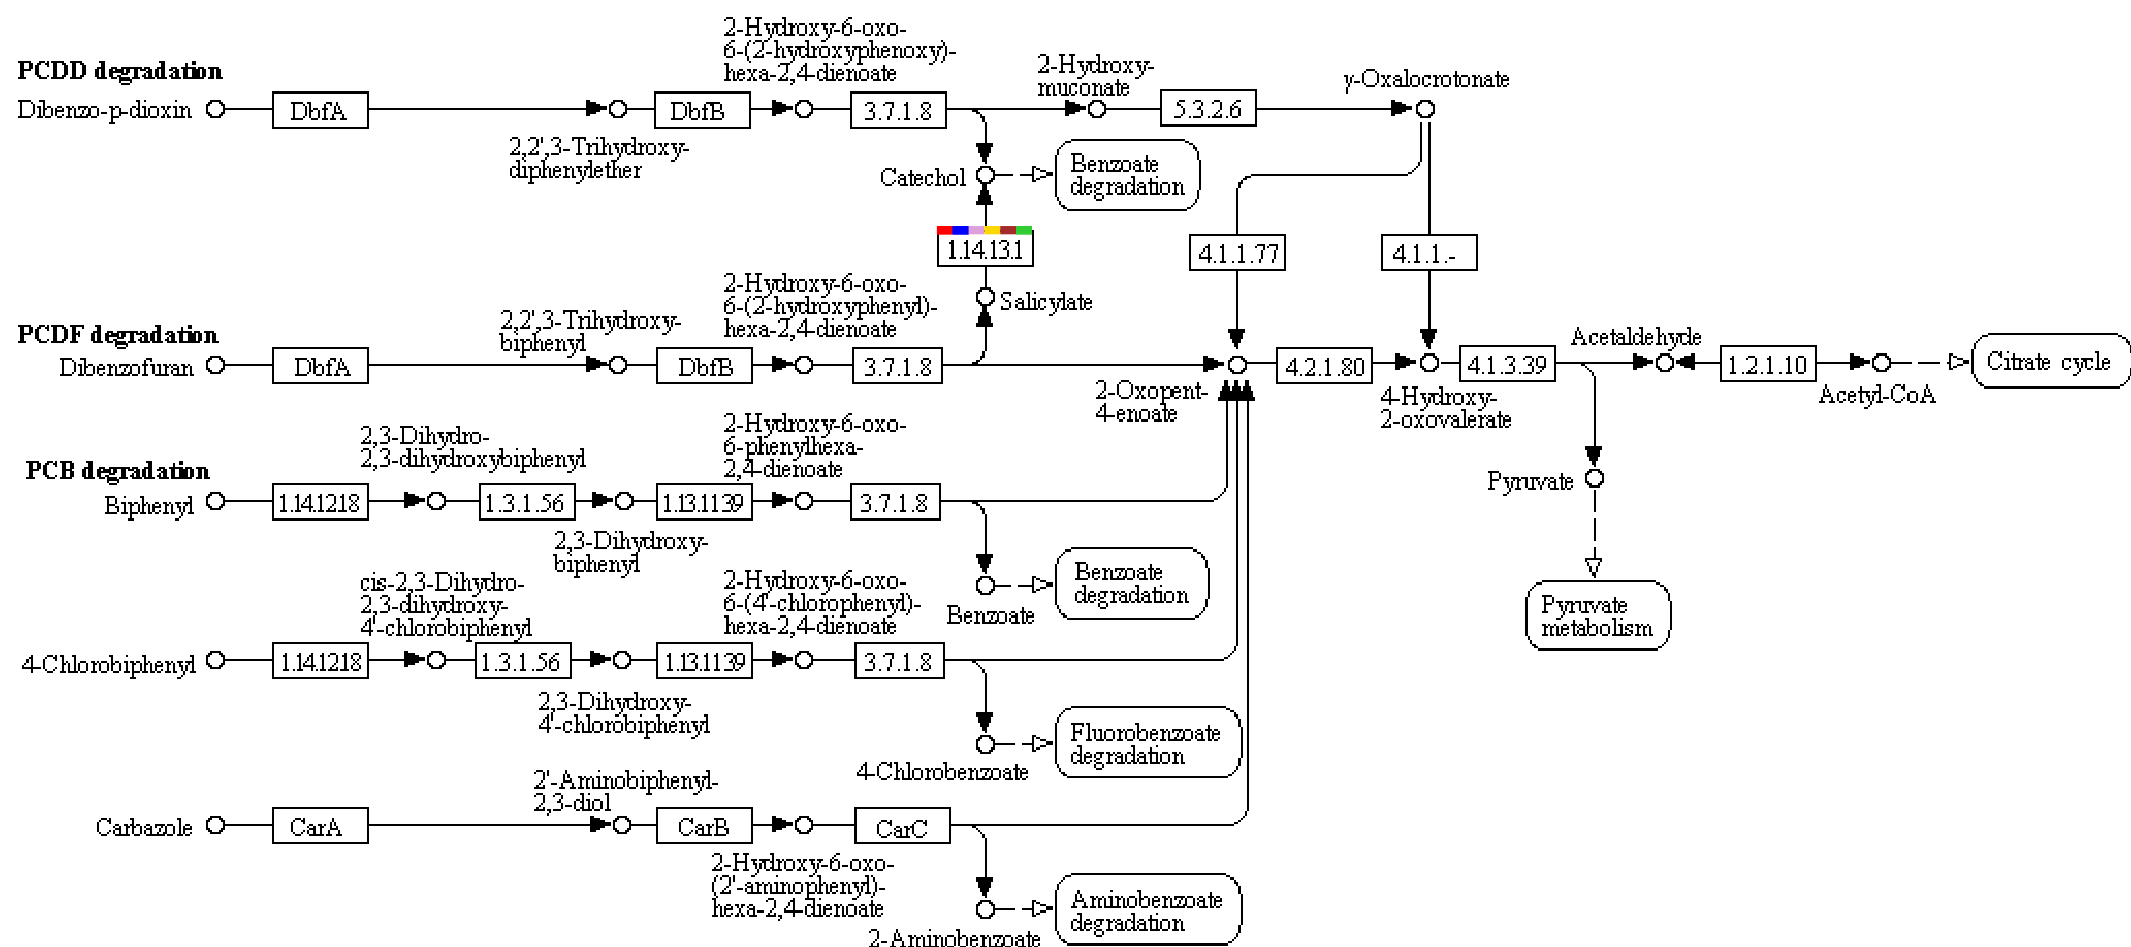 PCDD degradation
Dibenzo-p-dioxin
DbfA
2,2',3-Trihydroxy-
diphenylether
DbfB
2-Hydroxy-6-oxo-
6-(2-hydroxyphenoxy)-
hexa-2,4-dienoate
3.7.1.8
2-Hydroxy-
muconate
5.3.2.6
γ-Oxalocrotonate
Catechol
Benzoate
degradation
1.14.13.1
4.1.1.77
4.1.1.-
Salicylate
PCDF degradation
Dibenzofuran
DbfA
2,2',3-Trihydroxy-
biphenyl
DbfB
2-Hydroxy-6-oxo-
6-(2-hydroxyphenyl)-
hexa-2,4-dienoate
3.7.1.8
2-Oxopent-
4-enoate
4.2.1.80
4-Hydroxy-
2-oxovalerate
4.1.3.39
Acetaldehyde
1.2.1.10
Acetyl-CoA
Citrate cycle
Pyruvate
Pyruvate
metabolism
PCB degradation
Biphenyl
1.14.12.18
2,3-Dihydro-
2,3-dihydroxybiphenyl
1.3.1.56
2,3-Dihydroxy-
biphenyl
1.13.11.39
2-Hydroxy-6-oxo-
6-phenylhexa-
2,4-dienoate
3.7.1.8
Benzoate
Benzoate
degradation
4-Chlorobiphenyl
1.14.12.18
cis-2,3-Dihydro-
2,3-dihydroxy-
4'-chlorobiphenyl
1.3.1.56
2,3-Dihydroxy-
4'-chlorobiphenyl
1.13.11.39
2-Hydroxy-6-oxo-
6-(4'-chlorophenyl)-
hexa-2,4-dienoate
3.7.1.8
4-Chlorobenzoate
Fluorobenzoate
degradation
Carbazole
CarA
2'-Aminobiphenyl-
2,3-diol
CarB
2-Hydroxy-6-oxo-
(2'-aminophenyl)-
hexa-2,4-dienoate
CarC
2-Aminobenzoate
Aminobenzoate
degradation